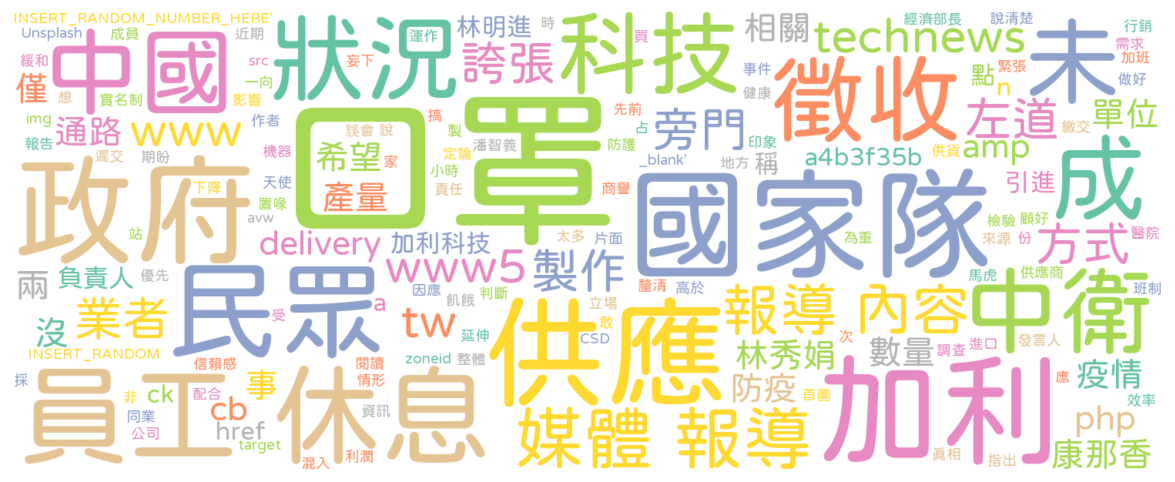 INSERT_RANDOM_NUMBER_HERE'
Unsplash
成員
近期
狀況
運作
林明進
時
買
相關
經濟部長
說清楚
行銷
中國
緩和
想
實名制
src
一向
影響
妄下
誇張
科技
technews
需求
加班
未
僅
img
通路
報告
www
作者
口罩
誤會
說
搞
製
先前
占
旁門
事件
健康
徵收
點
n
緊張
做好
左道
繳交
單位
遲交
期盼
機器
希望
家
潘智義
定論
防護
_blank'
印象
地方
稱
a4b3f35b
供貨
amp
成
政府
下降
天使
置喙
avw
產量
小時
責任
商譽
國家隊
引進
檢驗
顧好
來源
份
醫院
方式
站
delivery
加利科技
太多
片面
為重
兩
負責人
優先
民眾
受
a
因應
www5
飢餓
判斷
製作
釐清
高於
馬虎
供應商
班制
沒
業者
tw
延伸
供應
立場
敢
CSD
報導
內容
中衛
次
進口
發言人
INSERT_RANDOM
信賴感
閱讀
zoneid
整體
林秀娟
數量
調查
採
員工
事
情形
休息
防疫
首圖
加利
應
疫情
效率
非
ck
配合
cb
資訊
媒體
報導
php
同業
公司
href
target
混入
利潤
真相
指出
康那香